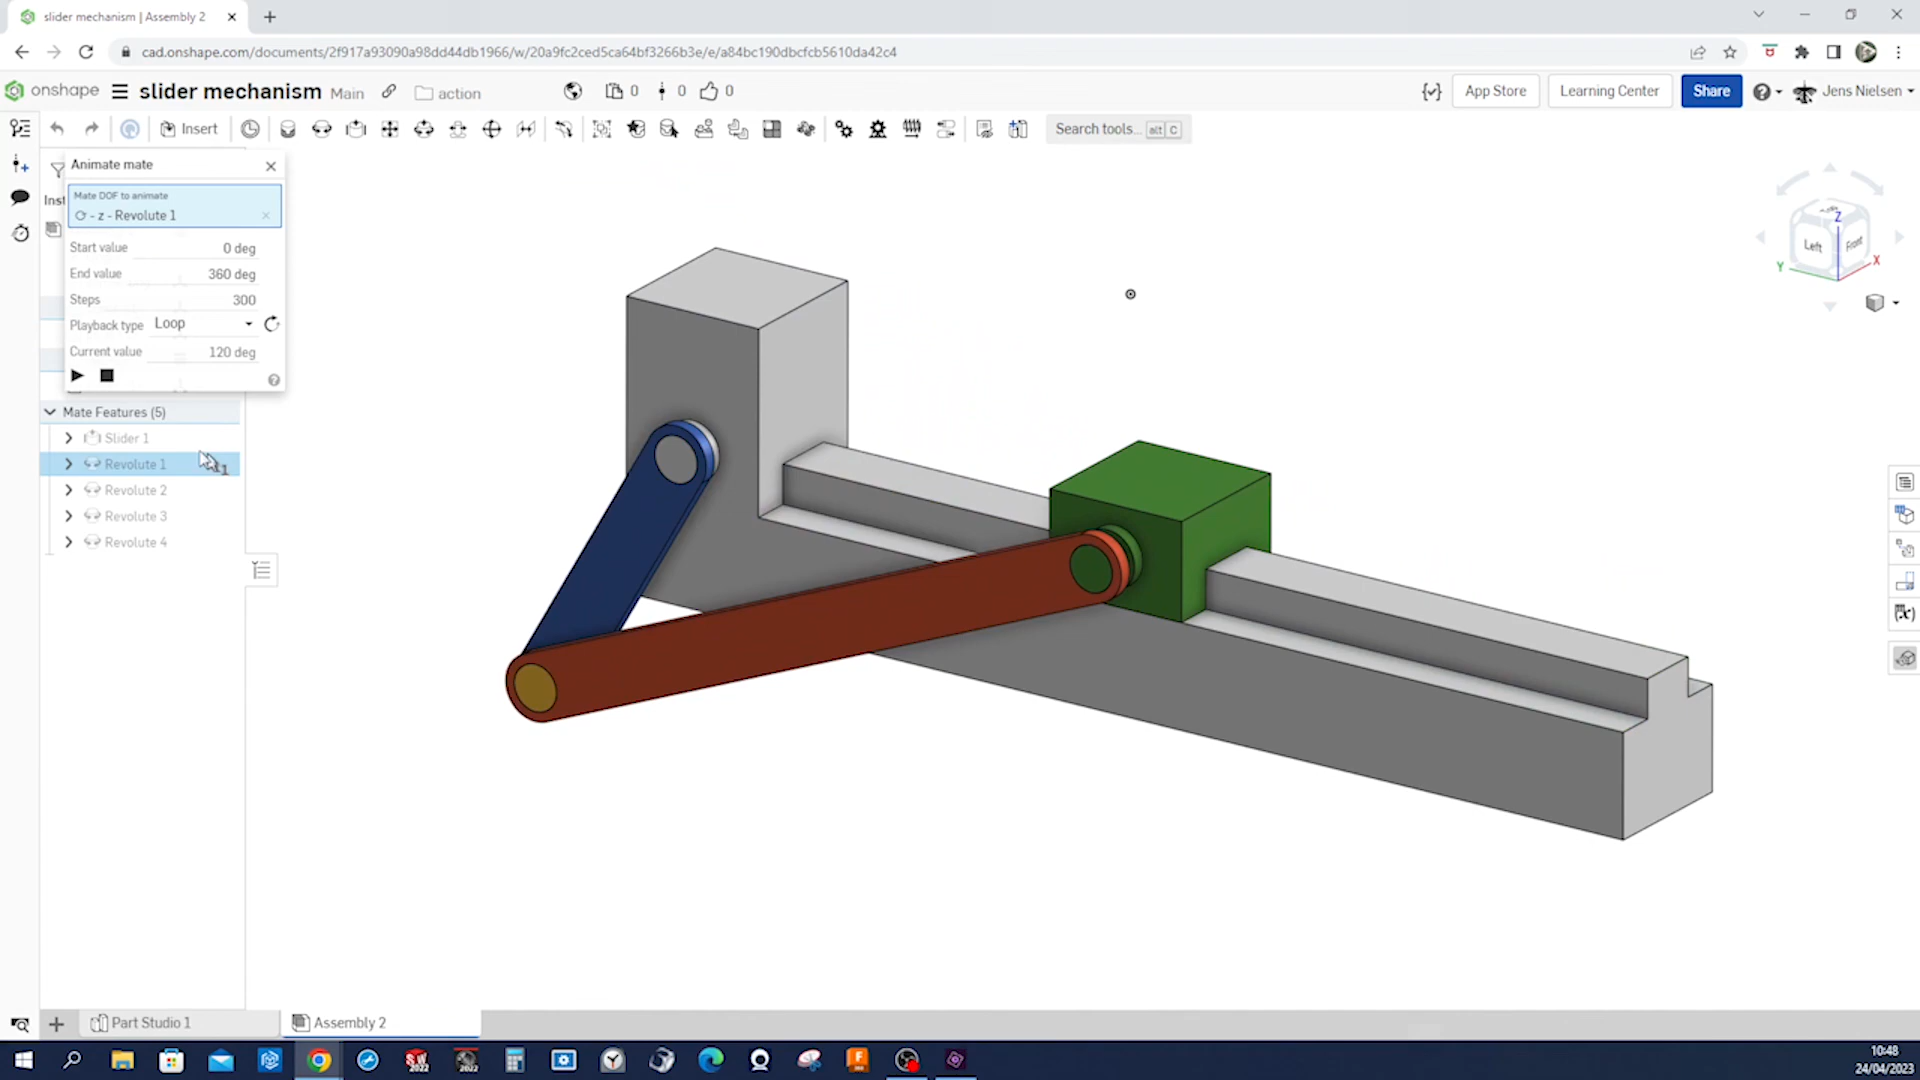 slider mechanism | Assembly 2
cad.onshape.com/documents/2f917a93090a98dd44db1966/w/20a9fc2ced5ca64bf3266b3e/e/a84bc190dbcfcb5610da42c4
onshape
slider mechanism Main
action
0 0 0
App Store
Learning Center
Share
Jens Nielsen
Insert
Search tools... alt C
Animate mate
Mate DOF to animate
- z - Revolute 1
Inst
Start value 0 deg
End value 360 deg
Steps 300
Playback type Loop
Current value 120 deg
Mate Features (5)
Slider 1
Revolute 1
Revolute 2
Revolute 3
Revolute 4
Z
Left
Front
Y
X
Part Studio 1
Assembly 2
SW
2022
2022
F
10:48
24/04/2023